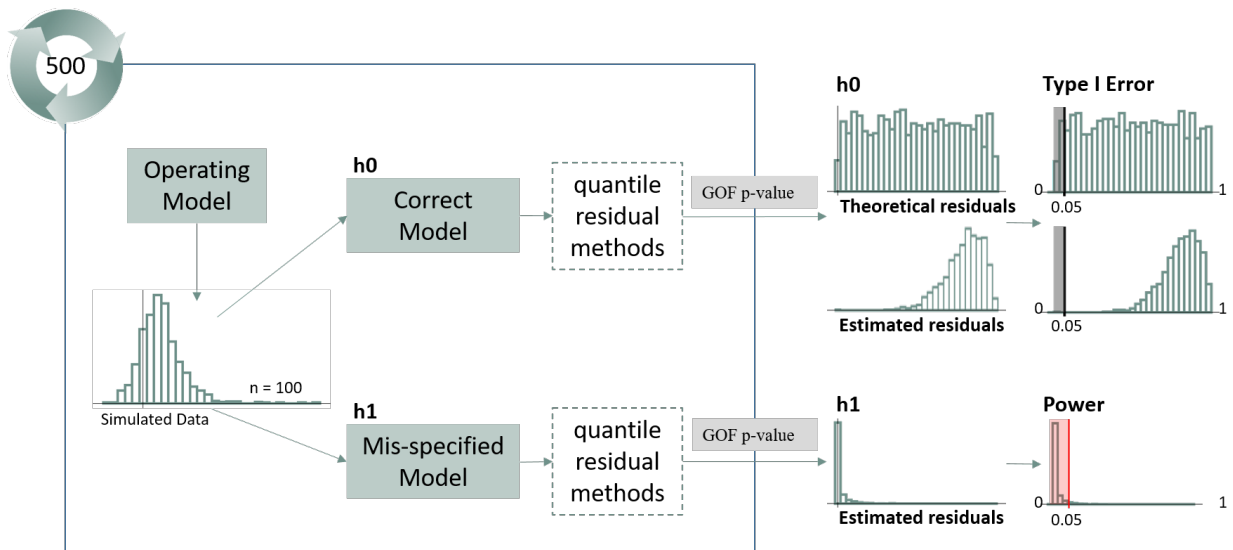 500
Operating
Model
n = 100
Simulated Data
h0
Correct
Model
quantile
residual
methods
GOF p-value
h0
Theoretical residuals
Estimated residuals
Type I Error
0 1
0.05
0 1
0.05
h1
Mis-specified
Model
quantile
residual
methods
GOF p-value
h1
Estimated residuals
Power
0 1
0.05